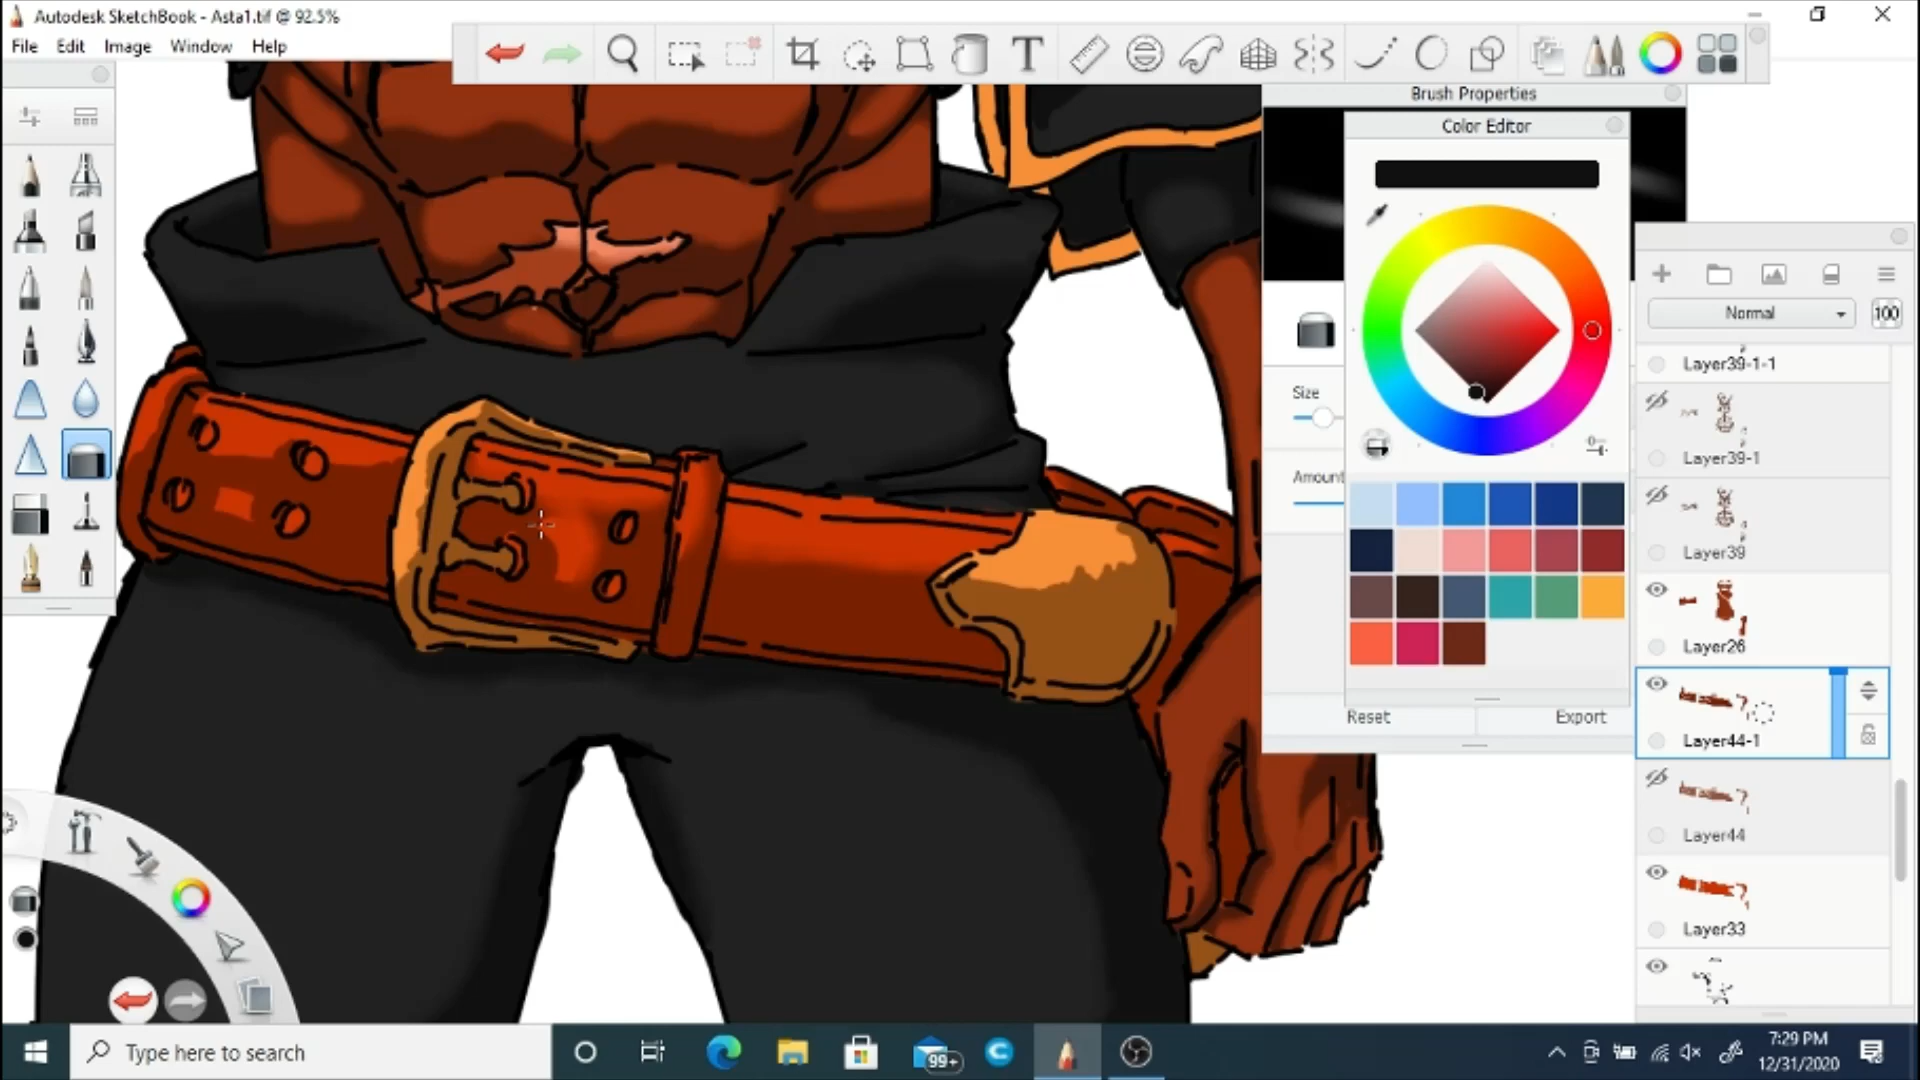 Autodesk SketchBook - Asta1.tif @ 92.5%
File Edit Image Window Help
T
Brush Properties
Color Editor
Size
Amount
Reset
Export
Normal
100
Layer39-1-1
Layer39-1
Layer39
Layer26
Layer44-1
Layer44
Layer33
Type here to search
99+
7:29 PM
12/31/2020